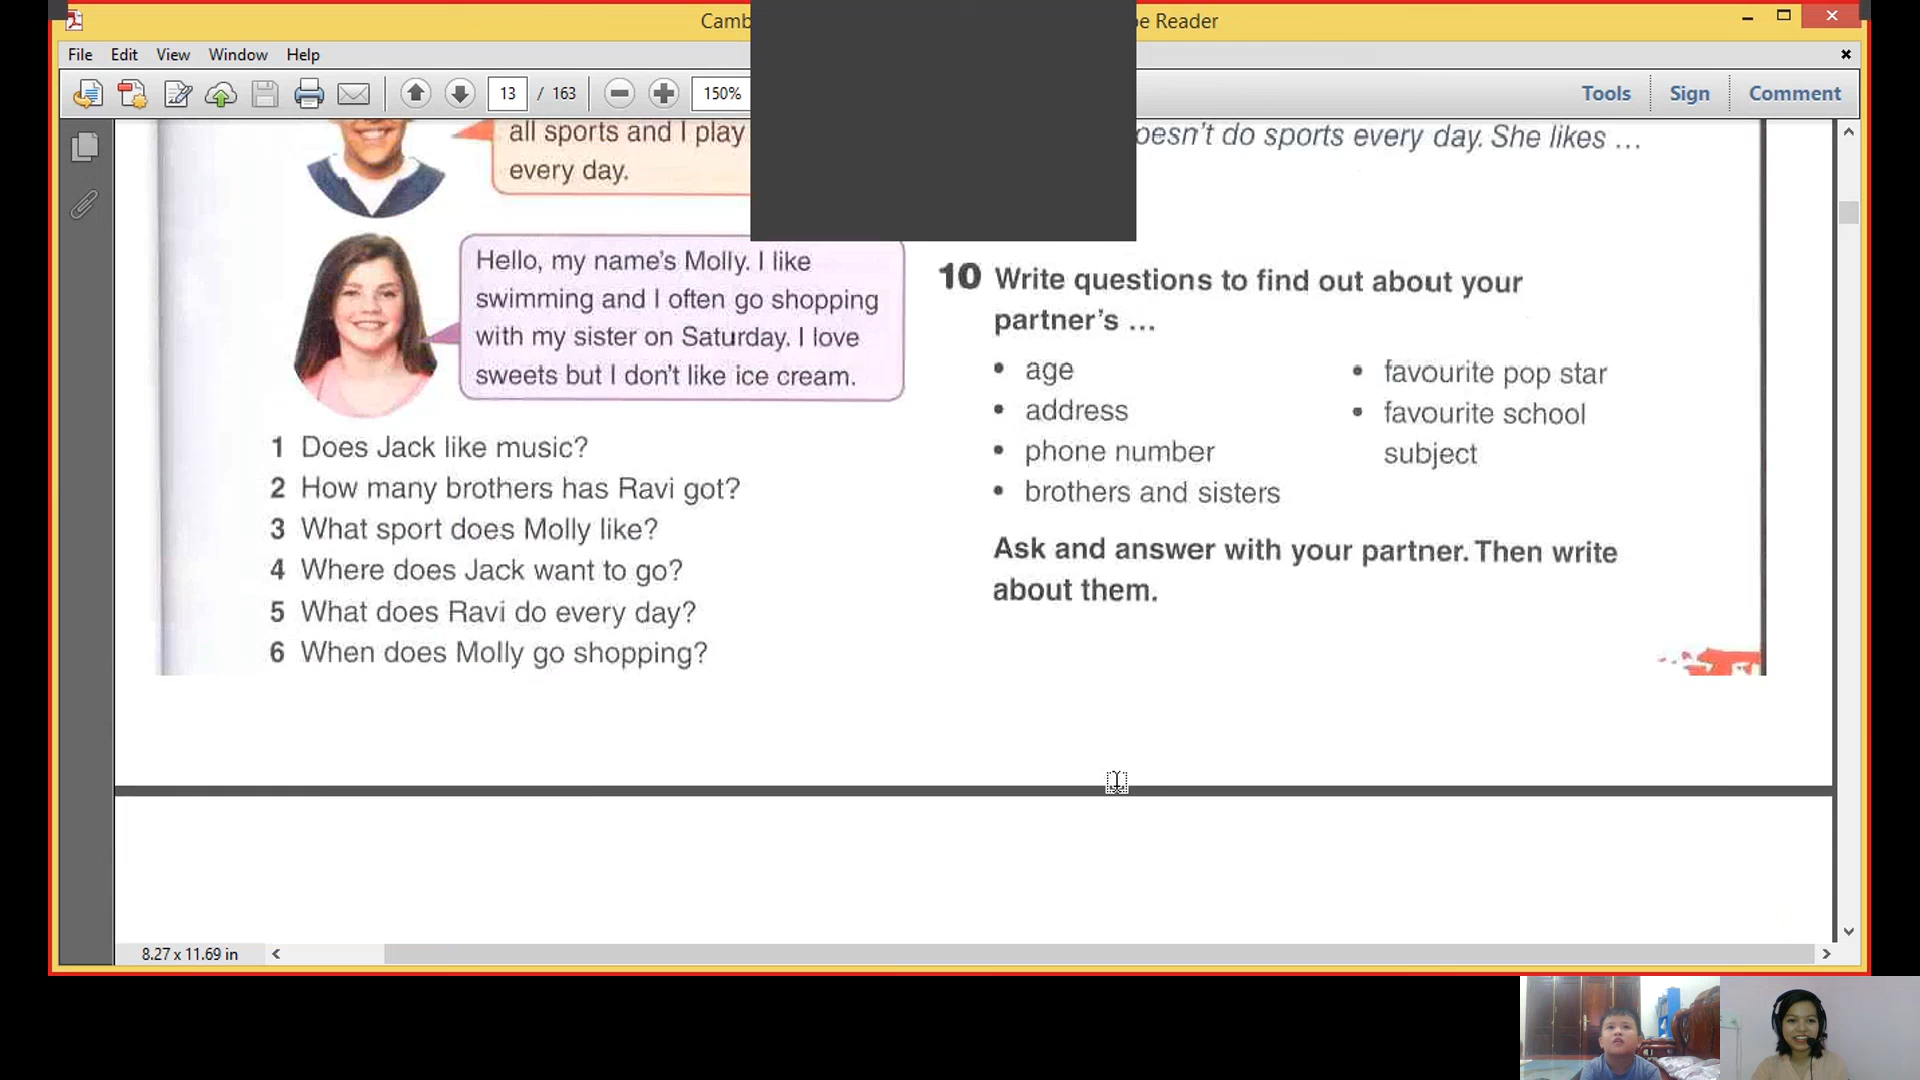 Camb
e Reader
File Edit View Window Help
13 / 163 150%
Tools Sign Comment
all sports and I play
every day.
oesn't do sports every day. She likes ...
Hello, my name's Molly. I like
swimming and I often go shopping
with my sister on Saturday. I love
sweets but I don't like ice cream.
1 Does Jack like music?
2 How many brothers has Ravi got?
3 What sport does Molly like?
4 Where does Jack want to go?
5 What does Ravi do every day?
6 When does Molly go shopping?
10 Write questions to find out about your
partner's ...
• age
• address
• phone number
• brothers and sisters
• favourite pop star
• favourite school
subject
Ask and answer with your partner. Then write
about them.
8.27 x 11.69 in